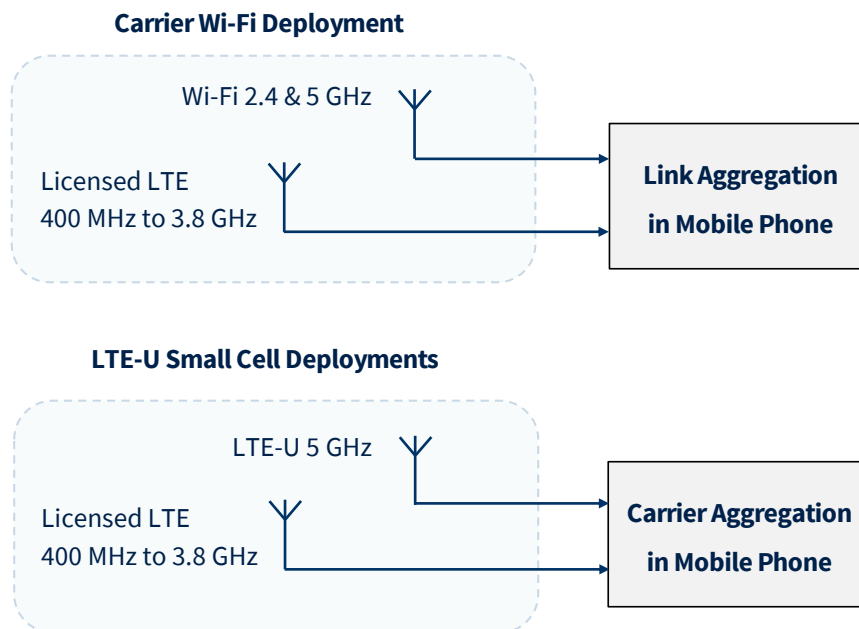 Carrier Wi-Fi Deployment
Wi-Fi 2.4 & 5 GHz
Licensed LTE
400 MHz to 3.8 GHz
Link Aggregation
in Mobile Phone
LTE-U Small Cell Deployments
LTE-U 5 GHz
Licensed LTE
400 MHz to 3.8 GHz
Carrier Aggregation
in Mobile Phone